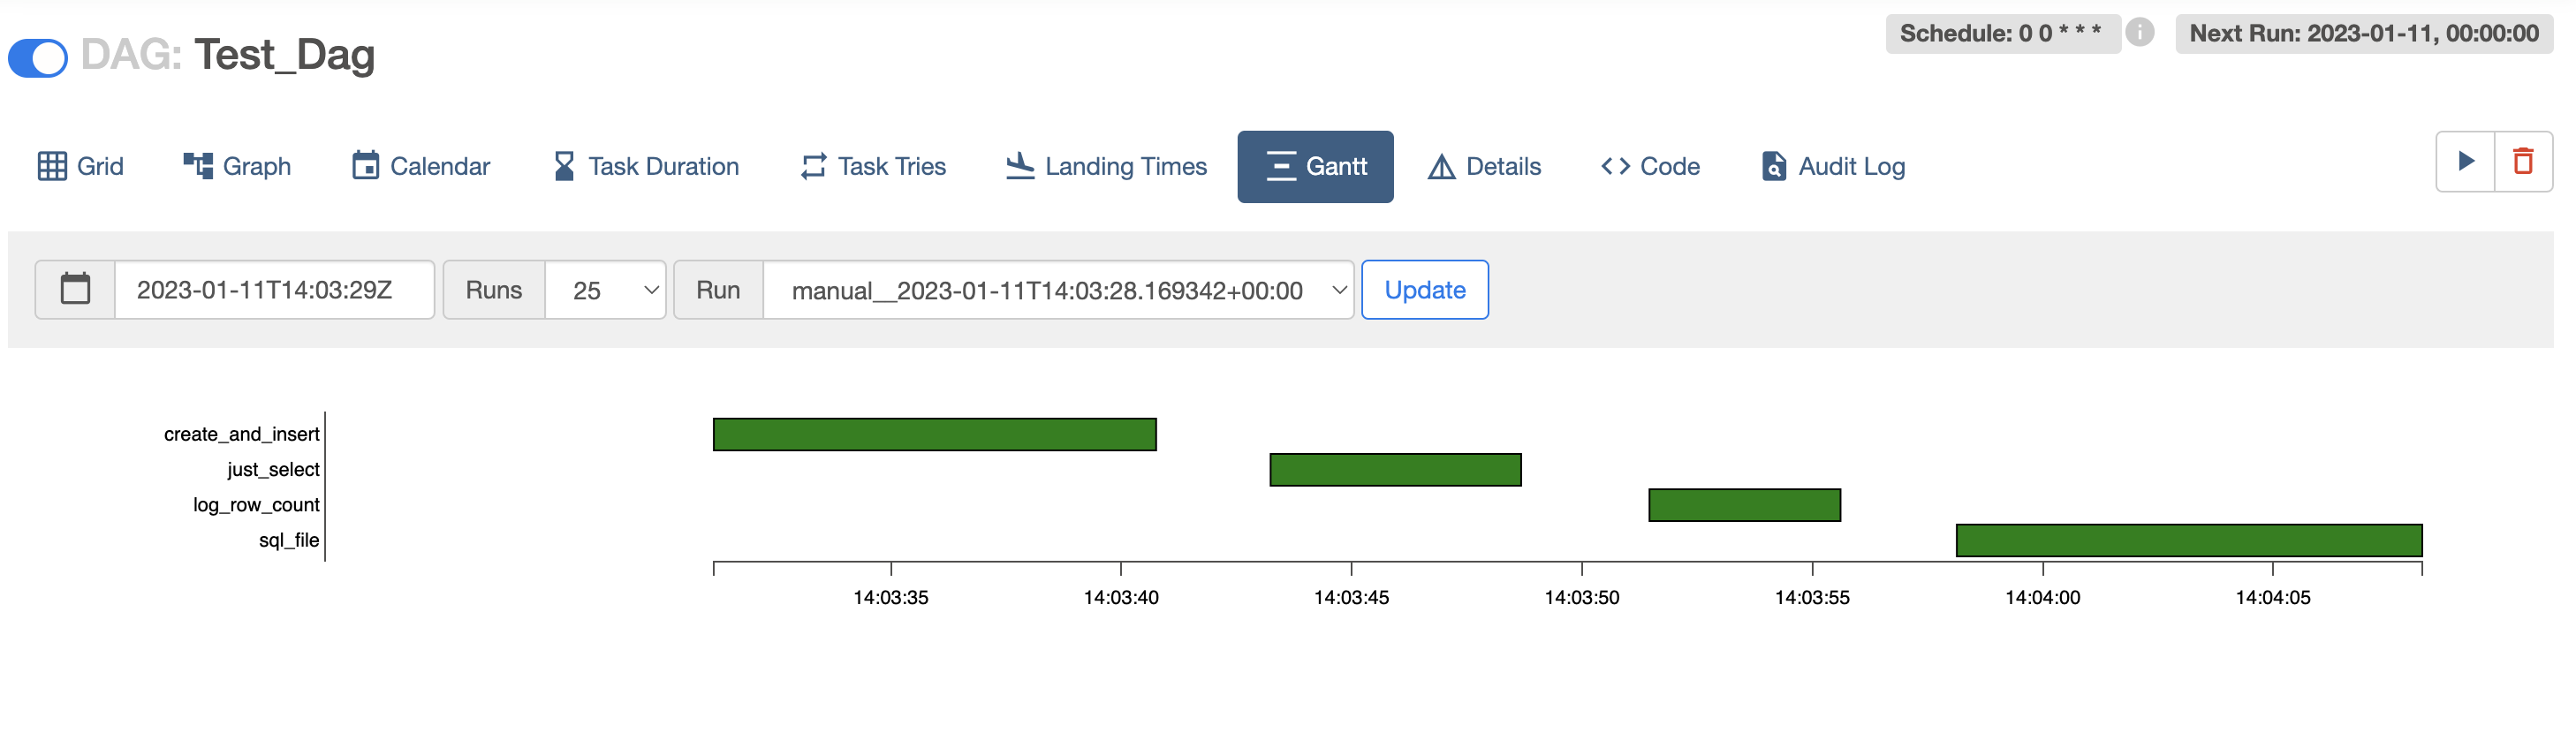 DAG: Test_Dag
Schedule: 0 0 * * *
Next Run: 2023-01-11, 00:00:00
Grid
Graph
Calendar
Task Duration
Task Tries
Landing Times
Gantt
Details
Code
Audit Log
2023-01-11T14:03:29Z
Runs
25
Run
manual__2023-01-11T14:03:28.169342+00:00
Update
create_and_insert
just_select
log_row_count
sql_file
14:03:35
14:03:40
14:03:45
14:03:50
14:03:55
14:04:00
14:04:05